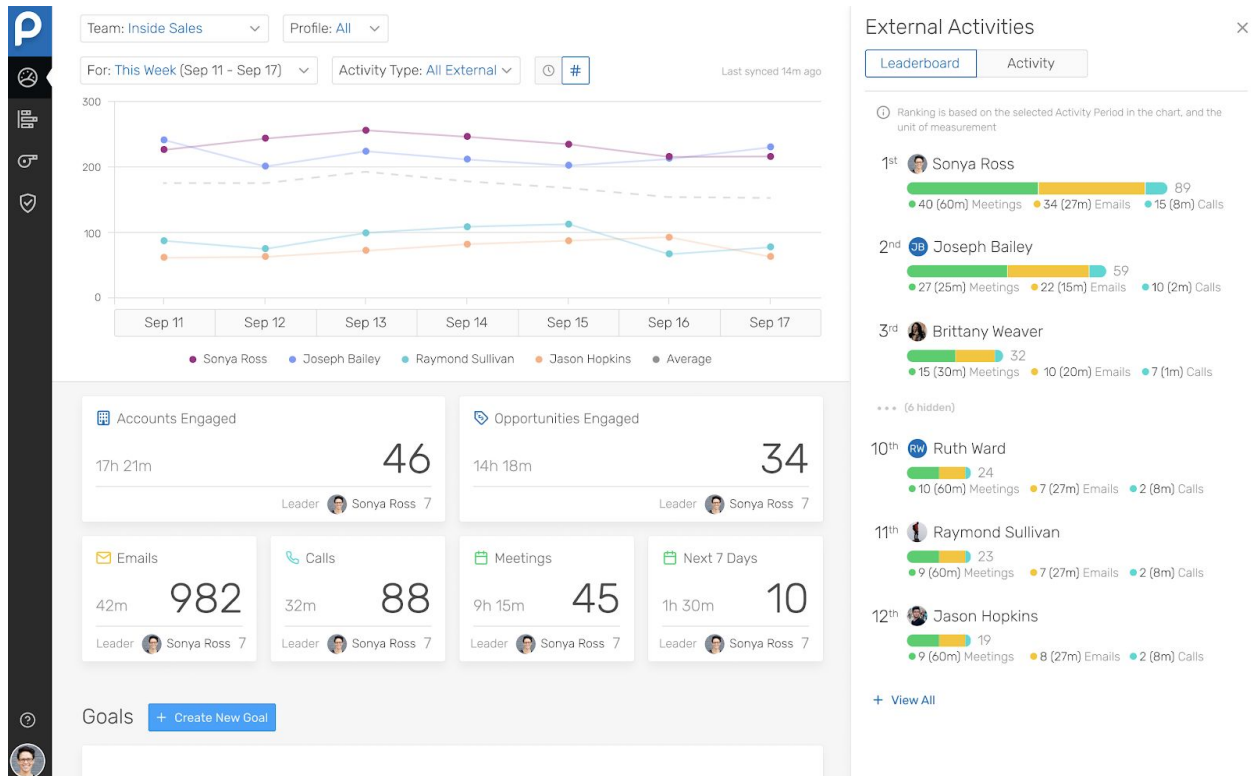 Team: Inside Sales
Profile: All
For: This Week (Sep 11 - Sep 17)
Activity Type: All External
#
Last synced 14m ago
300
200
100
0
Sep 11 Sep 12 Sep 13 Sep 14 Sep 15 Sep 16 Sep 17
Sonya Ross Joseph Bailey Raymond Sullivan Jason Hopkins Average
Accounts Engaged
17h 21m 46
Leader Sonya Ross 7
Opportunities Engaged
14h 18m 34
Leader Sonya Ross 7
Emails
42m 982
Leader Sonya Ross 7
Calls
32m 88
Leader Sonya Ross 7
Meetings
9h 15m 45
Leader Sonya Ross 7
Next 7 Days
1h 30m 10
Leader Sonya Ross 7
Goals
+ Create New Goal
?
External Activities
Leaderboard Activity
Ranking is based on the selected Activity Period in the chart, and the
unit of measurement
1st Sonya Ross
89
40 (60m) Meetings 34 (27m) Emails 15 (8m) Calls
2nd JB Joseph Bailey
59
27 (25m) Meetings 22 (15m) Emails 10 (2m) Calls
3rd Brittany Weaver
32
15 (30m) Meetings 10 (20m) Emails 7 (1m) Calls
(6 hidden)
10th RW Ruth Ward
24
10 (60m) Meetings 7 (27m) Emails 2 (8m) Calls
11th Raymond Sullivan
23
9 (60m) Meetings 7 (27m) Emails 2 (8m) Calls
12th Jason Hopkins
19
9 (60m) Meetings 8 (27m) Emails 2 (8m) Calls
+ View All